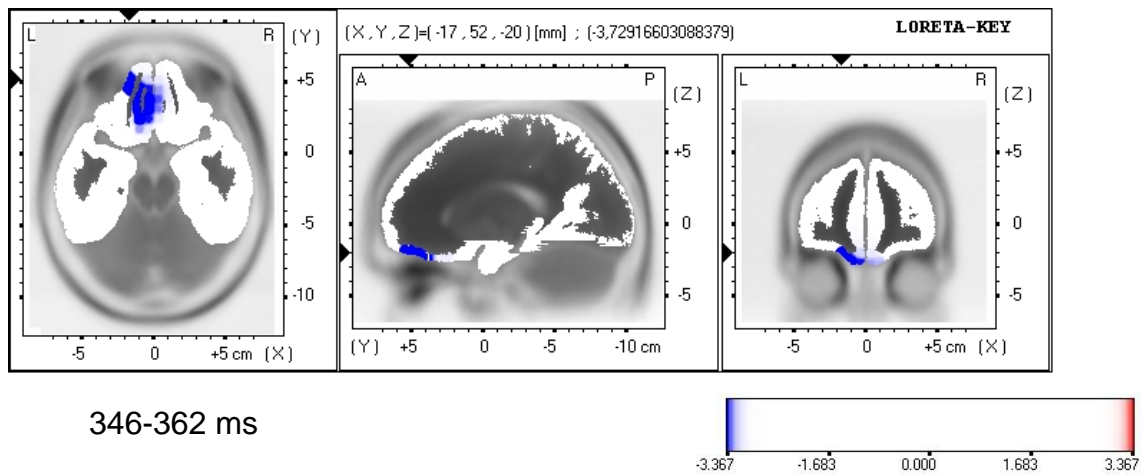 (X,Y,Z)=(-17,52,-20)[mm] ; (-3,72916603088379)
LORETA-KEY
L R (Y)
+5
0
-5
-10
-5 0 +5 cm (X)
A P (Z)
+5
0
-5
(Y) +5 0 -5 -10 cm
L R (Z)
+5
0
-5
-5 0 +5 cm (X)
346-362 ms
-3.367 -1.683 0.000 1.683 3.367